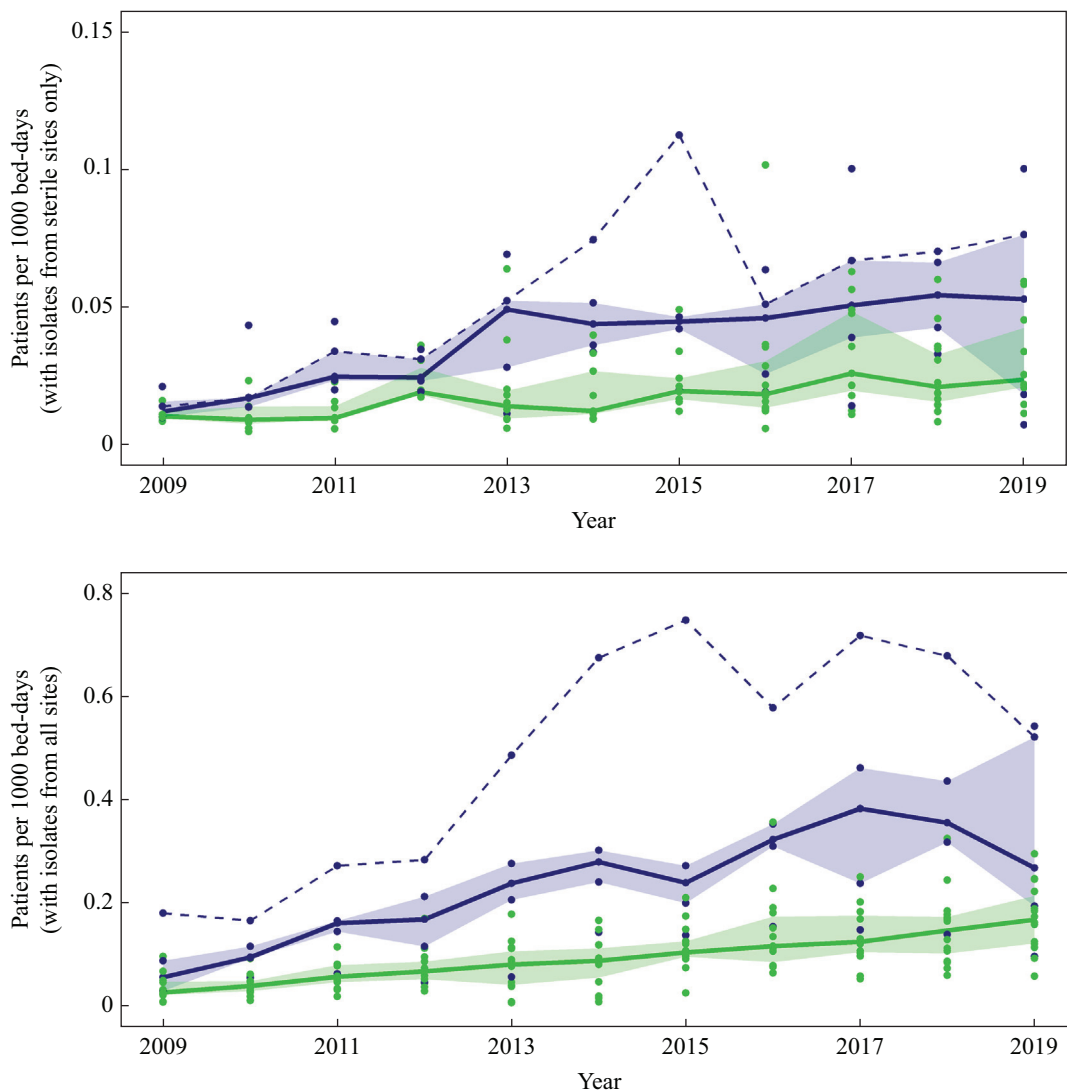 Patients per 1000 bed-days
(with isolates from sterile sites only)
0.15
0.1
0.05
0
2009 2011 2013 2015 2017 2019
Year
Patients per 1000 bed-days
(with isolates from all sites)
0.8
0.6
0.4
0.2
0
2009 2011 2013 2015 2017 2019
Year